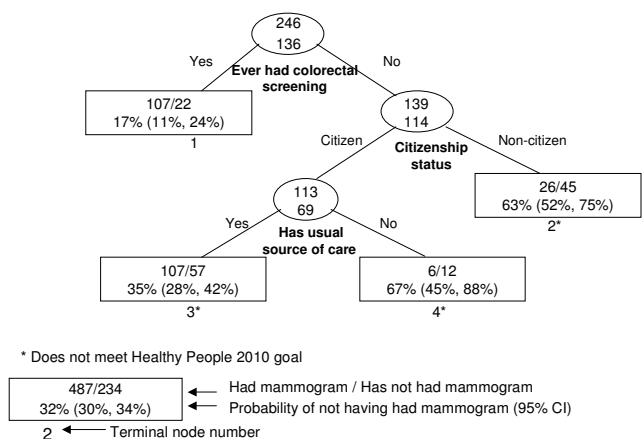 246
136
Yes
No
Ever had colorectal
screening
107/22
17% (11%, 24%)
1
139
114
Citizen
Citizenship
status
Non-citizen
26/45
63% (52%, 75%)
2*
113
69
Yes
No
Has usual
source of care
107/57
35% (28%, 42%)
3*
6/12
67% (45%, 88%)
4*
* Does not meet Healthy People 2010 goal
487/234
32% (30%, 34%)
Had mammogram / Has not had mammogram
Probability of not having had mammogram (95% CI)
2 Terminal node number